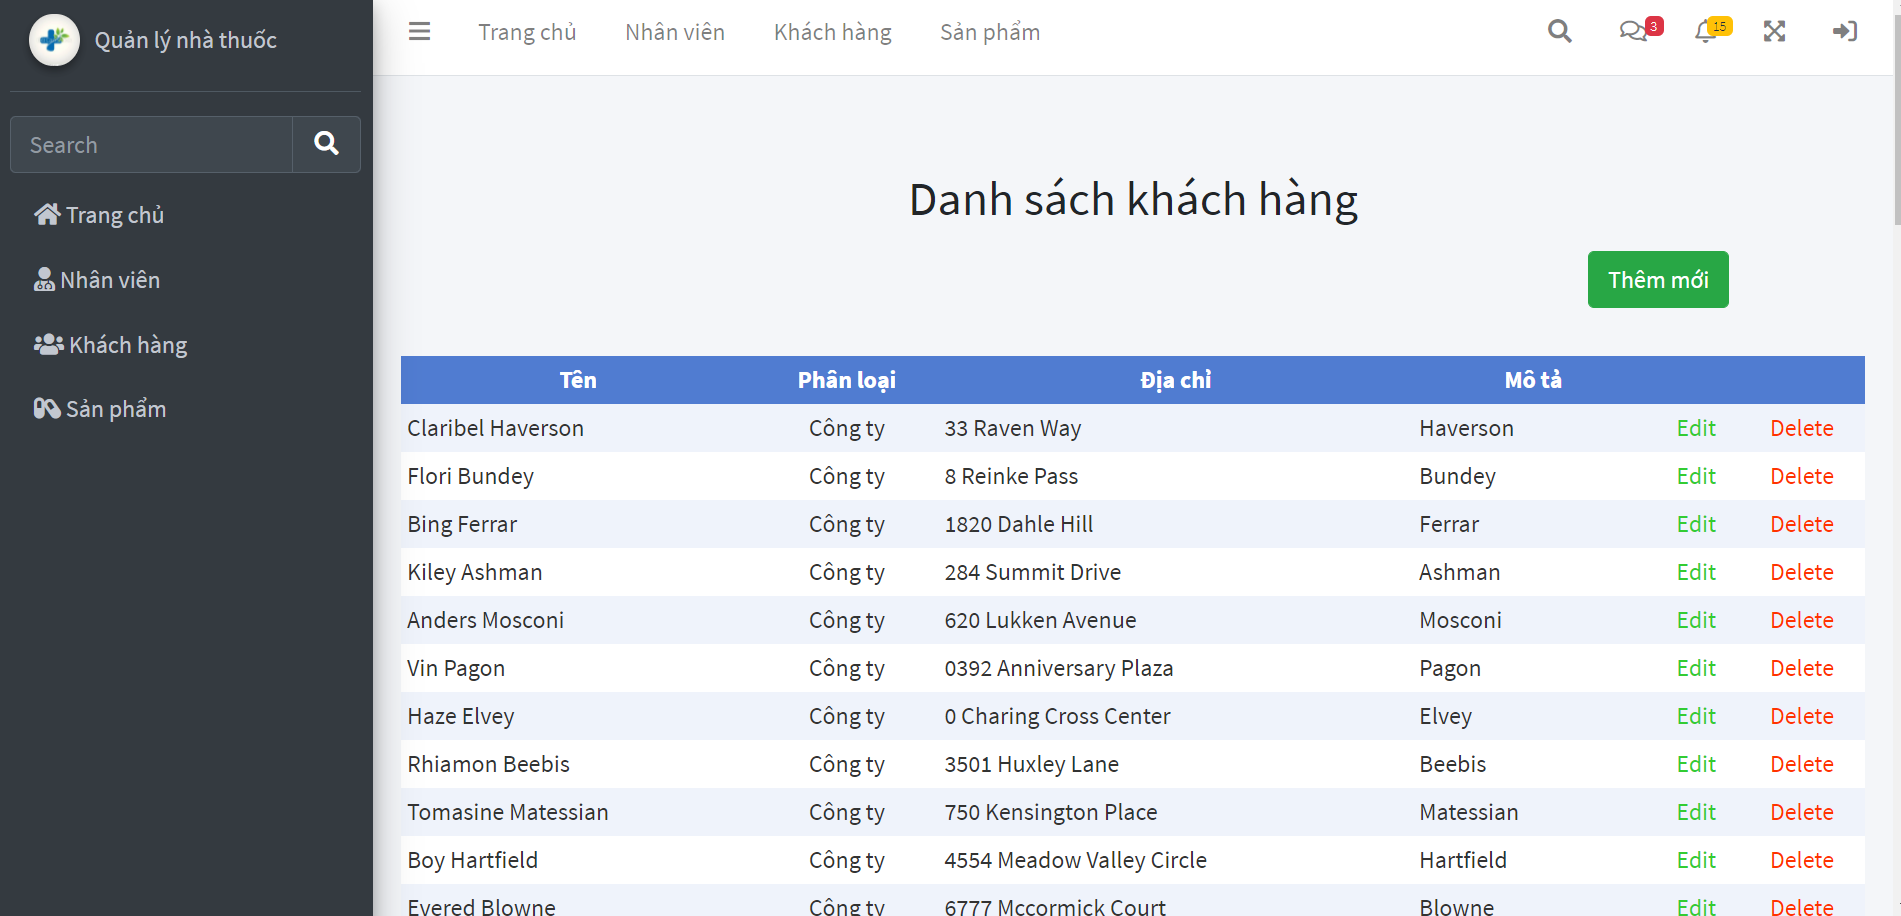 Quản lý nhà thuốc
Search
Trang chủ
Nhân viên
Khách hàng
Sản phẩm
Trang chủ Nhân viên Khách hàng Sản phẩm 3 15
Danh sách khách hàng
Thêm mới
Tên Phân loại Địa chỉ Mô tả
Claribel Haverson Công ty 33 Raven Way Haverson Edit Delete
Flori Bundey Công ty 8 Reinke Pass Bundey Edit Delete
Bing Ferrar Công ty 1820 Dahle Hill Ferrar Edit Delete
Kiley Ashman Công ty 284 Summit Drive Ashman Edit Delete
Anders Mosconi Công ty 620 Lukken Avenue Mosconi Edit Delete
Vin Pagon Công ty 0392 Anniversary Plaza Pagon Edit Delete
Haze Elvey Công ty 0 Charing Cross Center Elvey Edit Delete
Rhiamon Beebis Công ty 3501 Huxley Lane Beebis Edit Delete
Tomasine Matessian Công ty 750 Kensington Place Matessian Edit Delete
Boy Hartfield Công ty 4554 Meadow Valley Circle Hartfield Edit Delete
Evered Blowne Công ty 6777 Mccormick Court Blowne Edit Delete